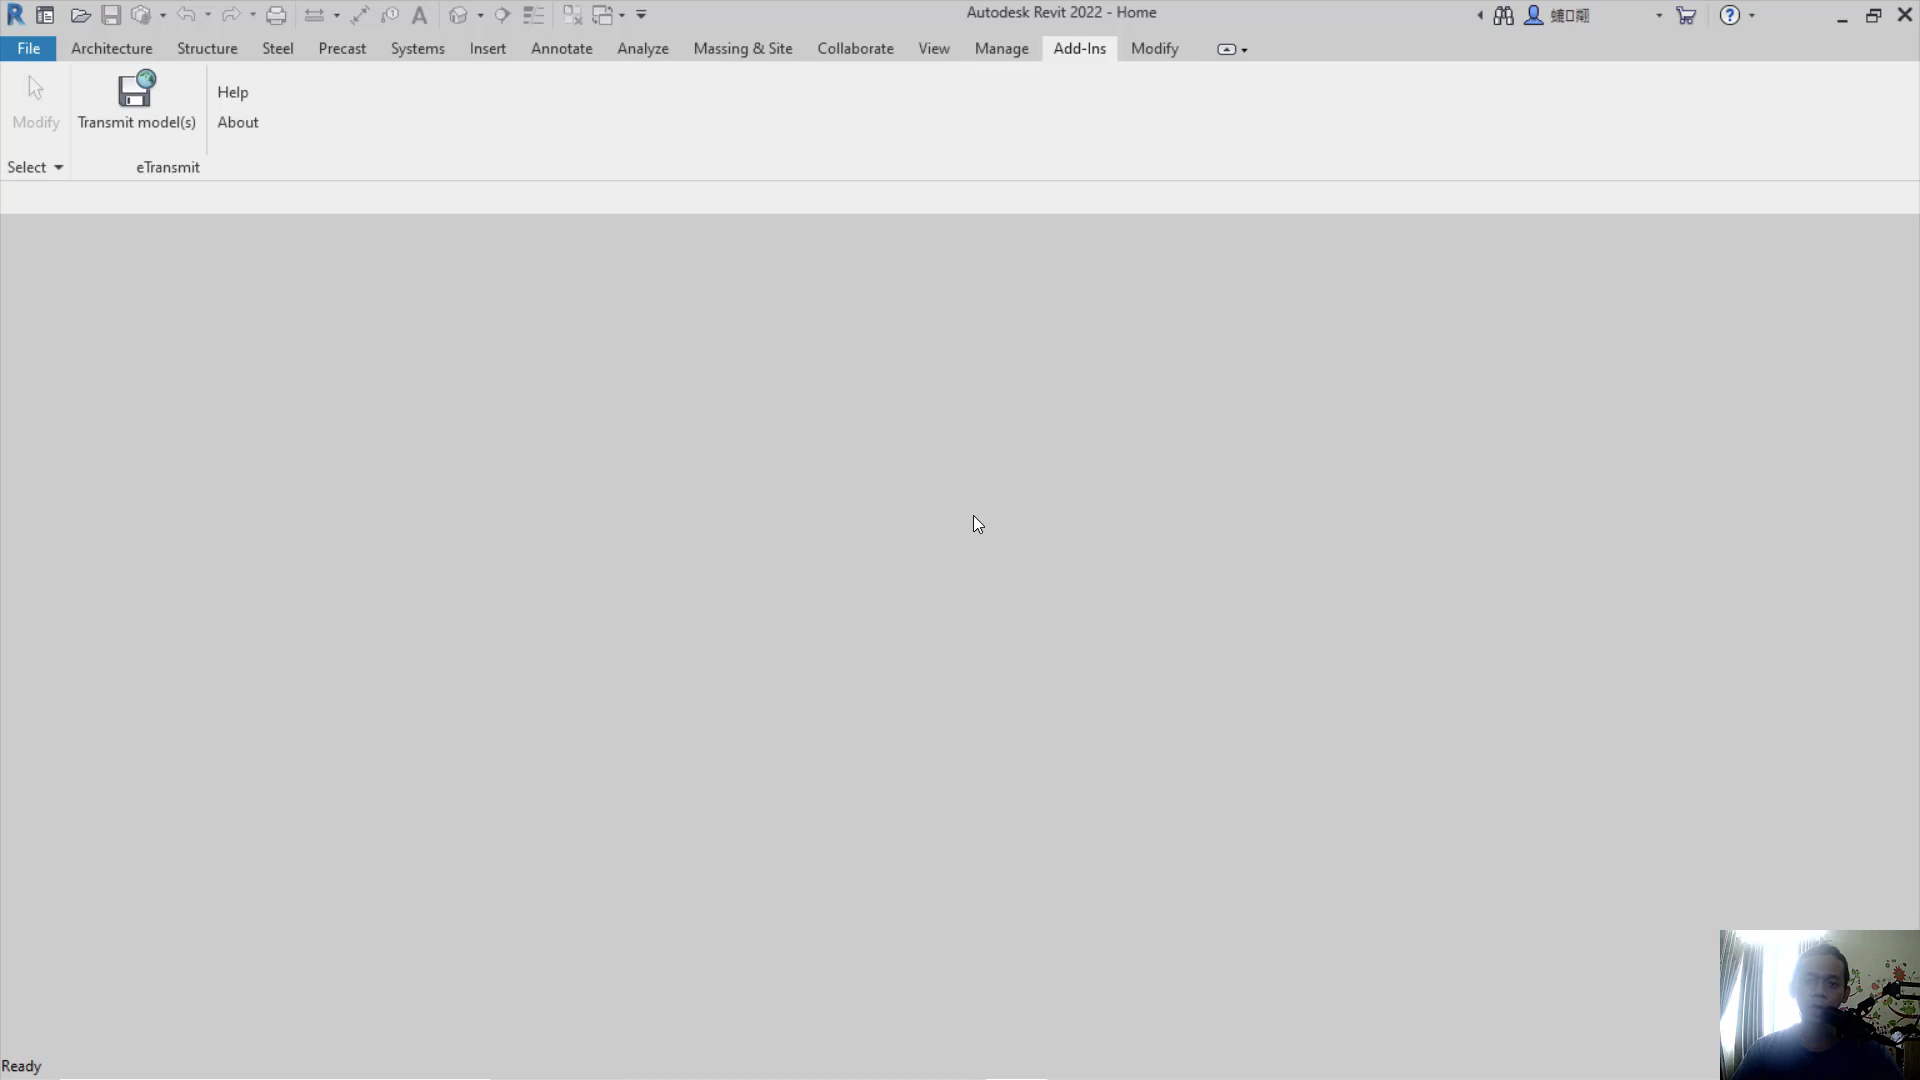 Autodesk Revit 2022 - Home
File Architecture Structure Steel Precast Systems Insert Annotate Analyze Massing & Site Collaborate View Manage Add-Ins Modify
Modify
Transmit model(s)
Help
About
Select
eTransmit
Ready